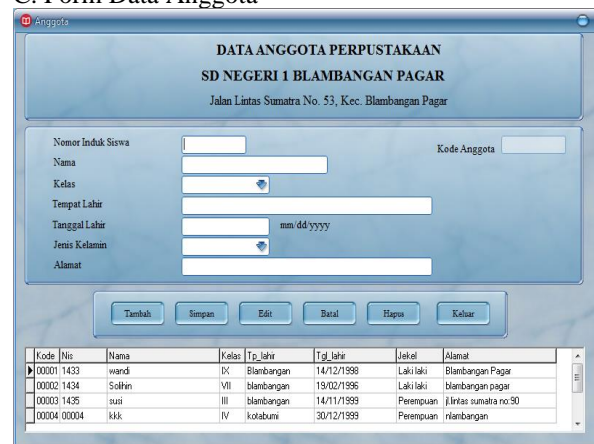 C. Form Data Anggota
Anggota
DATA ANGGOTA PERPUSTAKAAN
SD NEGERI 1 BLAMBANGAN PAGAR
Jalan Lintas Sumatra No. 53, Kec. Blambangan Pagar
Nomor Induk Siswa Kode Anggota
Nama
Kelas
Tempat Lahir
Tanggal Lahir mm/dd/yyyy
Jenis Kelamin
Alamat
Tambah Simpan Edit Batal Hapus Keluar
Kode Nis Nama Kelas Tp_lahir Tgl_lahir Jekel Alamat
00001 1433 wandi IX Blambangan 14/12/1998 Laki laki Blambangan Pagar
00002 1434 Solihin VII blambangan 19/02/1996 Laki laki blambangan pagar
00003 1435 susi III blambangan 14/11/1999 Perempuan jl.lintas sumatra no:90
00004 00004 kkk IV kotabumi 30/12/1999 Perempuan nlambangan